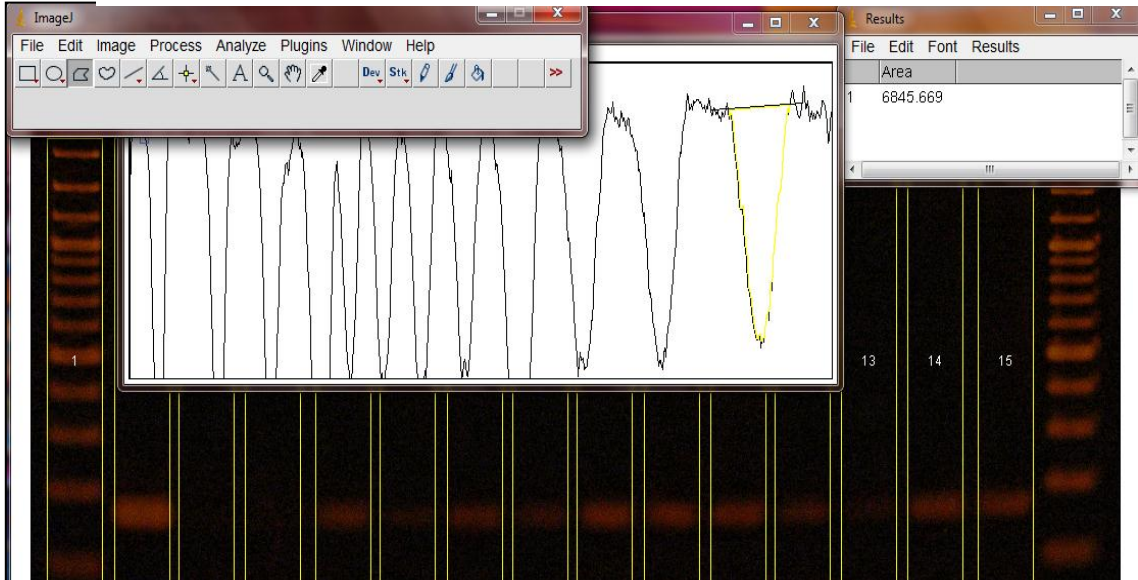 ImageJ
File Edit Image Process Analyze Plugins Window Help
A Dev Stk >>
Results
File Edit Font Results
Area
1 6845.669
1 13 14 15